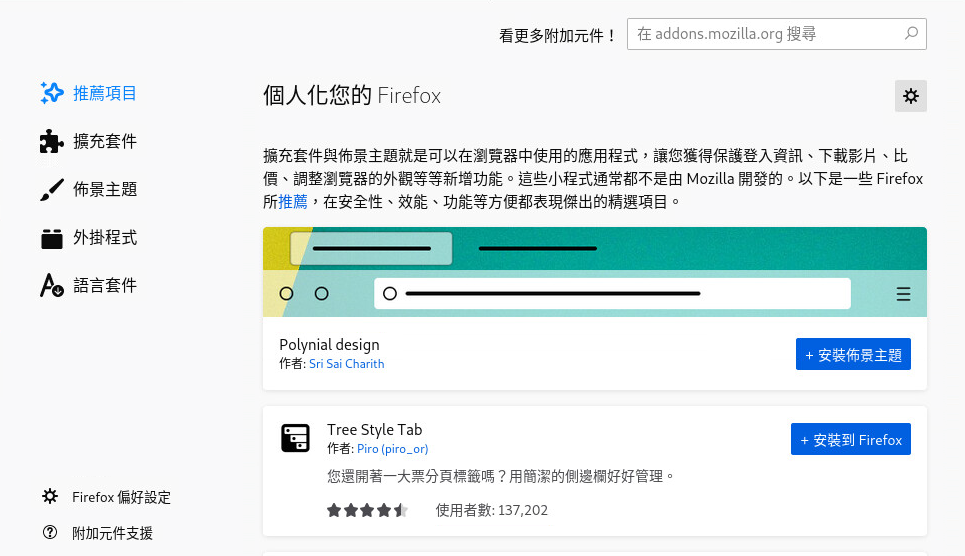 看更多附加元件！
在 addons.mozilla.org 搜尋
推薦項目
擴充套件
佈景主題
外掛程式
語言套件
Firefox 偏好設定
附加元件支援
個人化您的 Firefox
擴充套件與佈景主題就是可以在瀏覽器中使用的應用程式，讓您獲得保護登入資訊、下載影片、比
價、調整瀏覽器的外觀等等新增功能。這些小程式通常都不是由 Mozilla 開發的。以下是一些 Firefox
所推薦，在安全性、效能、功能等方便都表現傑出的精選項目。
Polynial design
作者: Sri Sai Charith
+ 安裝佈景主題
Tree Style Tab
作者: Piro (piro_or)
+ 安裝到 Firefox
您還開著一大票分頁標籤嗎？用簡潔的側邊欄好好管理。
使用者數: 137,202